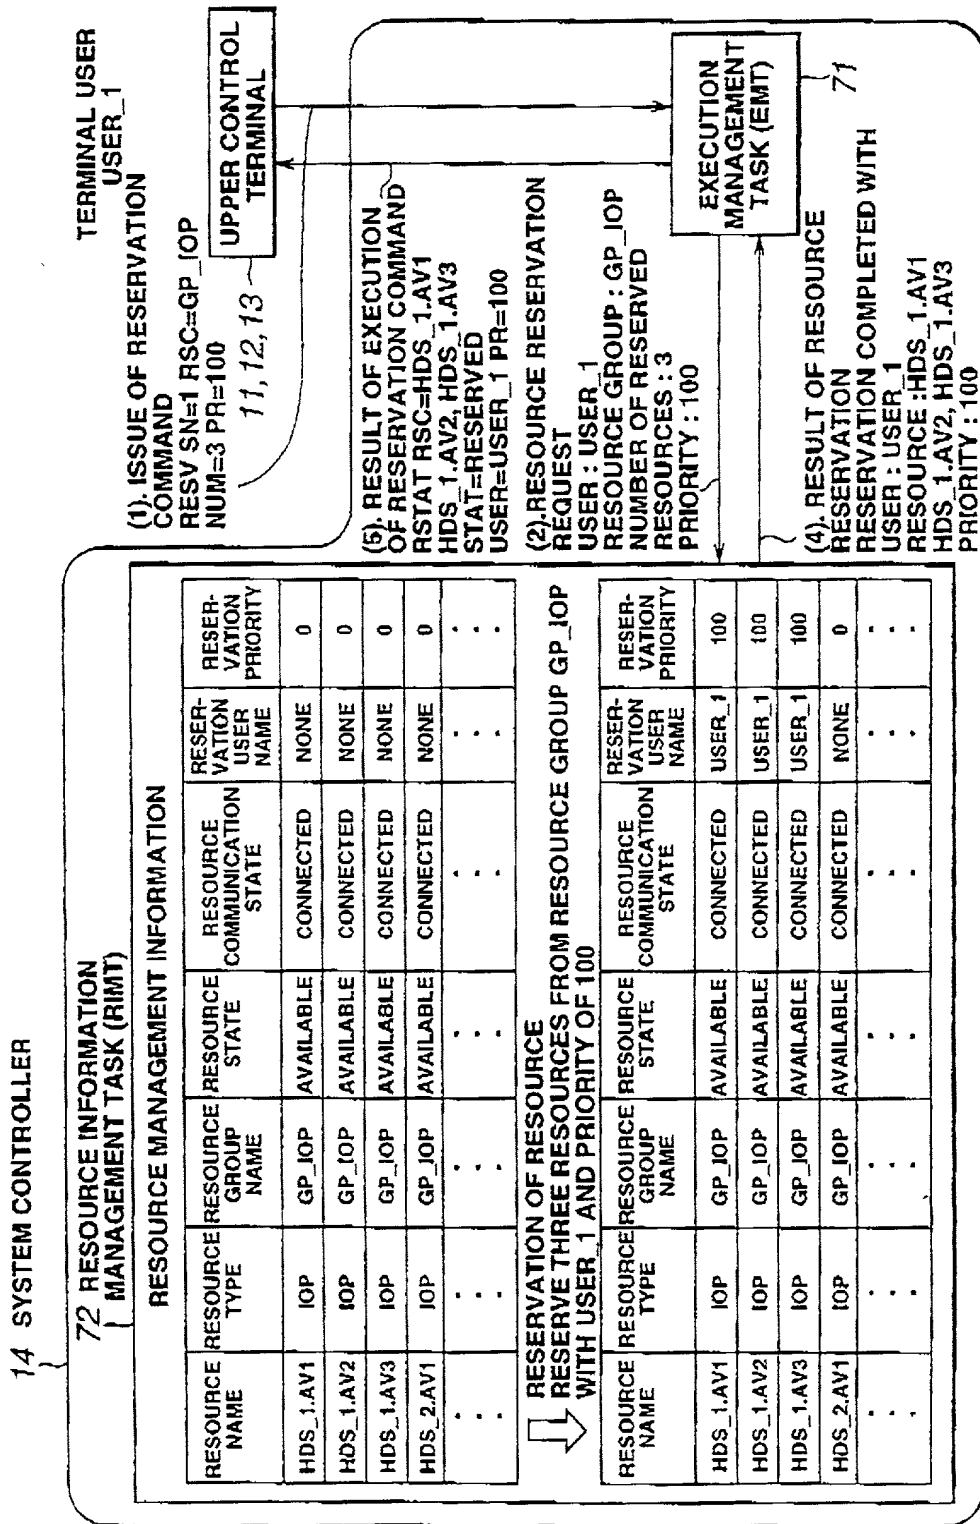 14 SYSTEM CONTROLLER
72 RESOURCE INFORMATION
MANAGEMENT TASK (RIMT)
RESOURCE MANAGEMENT INFORMATION
RESOURCE NAME RESOURCE TYPE RESOURCE GROUP NAME RESOURCE STATE RESOURCE COMMUNICATION STATE RESER-VATION USER NAME RESER-VATION PRIORITY
HDS_1.AV1 IOP GP_IOP AVAILABLE CONNECTED NONE 0
HDS_1.AV2 IOP GP_IOP AVAILABLE CONNECTED NONE 0
HDS_1.AV3 IOP GP_IOP AVAILABLE CONNECTED NONE 0
HDS_2.AV1 IOP GP_IOP AVAILABLE CONNECTED NONE 0
. . . . . . . . . . . . . . . . . . . . .
RESERVATION OF RESOURCE
RESERVE THREE RESOURCES FROM RESOURCE GROUP GP_IOP
WITH USER_1 AND PRIORITY OF 100
RESOURCE NAME RESOURCE TYPE RESOURCE GROUP NAME RESOURCE STATE RESOURCE COMMUNICATION STATE RESER-VATION USER NAME RESER-VATION PRIORITY
HDS_1.AV1 IOP GP_IOP AVAILABLE CONNECTED USER_1 100
HDS_1.AV2 IOP GP_IOP AVAILABLE CONNECTED USER_1 100
HDS_1.AV3 IOP GP_IOP AVAILABLE CONNECTED USER_1 100
HDS_2.AV1 IOP GP_IOP AVAILABLE CONNECTED NONE 0
. . . . . . . . . . . . . . . . . . . . .
TERMINAL USER
USER_1
(1). ISSUE OF RESERVATION
COMMAND
RESV SN=1 RSC=GP_IOP
NUM=3 PR=100
11,12,13
UPPER CONTROL
TERMINAL
(5). RESULT OF EXECUTION
OF RESERVATION COMMAND
RSTAT RSC=HDS_1.AV1
HDS_1.AV2, HDS_1.AV3
STAT=RESERVED
USER=USER_1 PR=100
(2).RESOURCE RESERVATION
REQUEST
USER : USER_1
RESOURCE GROUP : GP_IOP
NUMBER OF RESERVED
RESOURCES : 3
PRIORITY : 100
EXECUTION
MANAGEMENT
TASK (EMT)
71
(4). RESULT OF RESOURCE
RESERVATION
RESERVATION COMPLETED WITH
USER : USER_1
RESOURCE :HDS_1.AV1
HDS_1.AV2, HDS_1.AV3
PRIORITY : 100